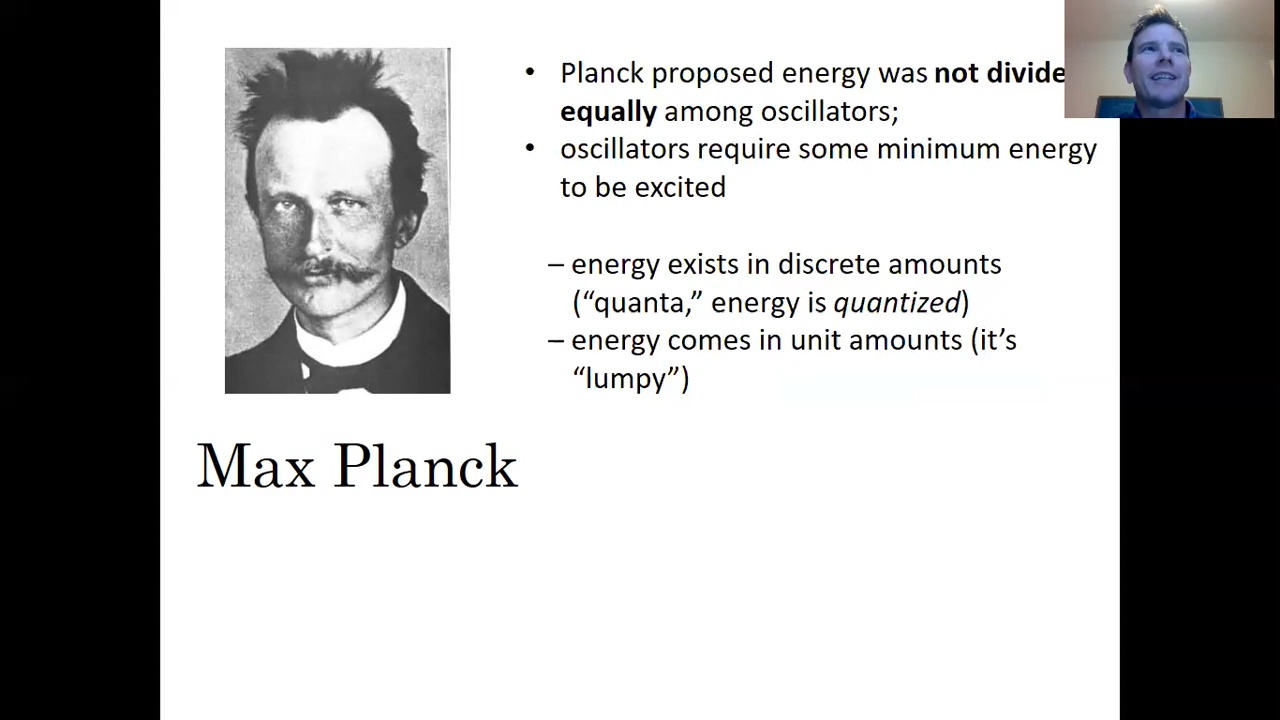 • Planck proposed energy was not divide
equally among oscillators;
• oscillators require some minimum energy
to be excited
– energy exists in discrete amounts
(“quanta,” energy is quantized)
– energy comes in unit amounts (it’s
“lumpy”)
Max Planck